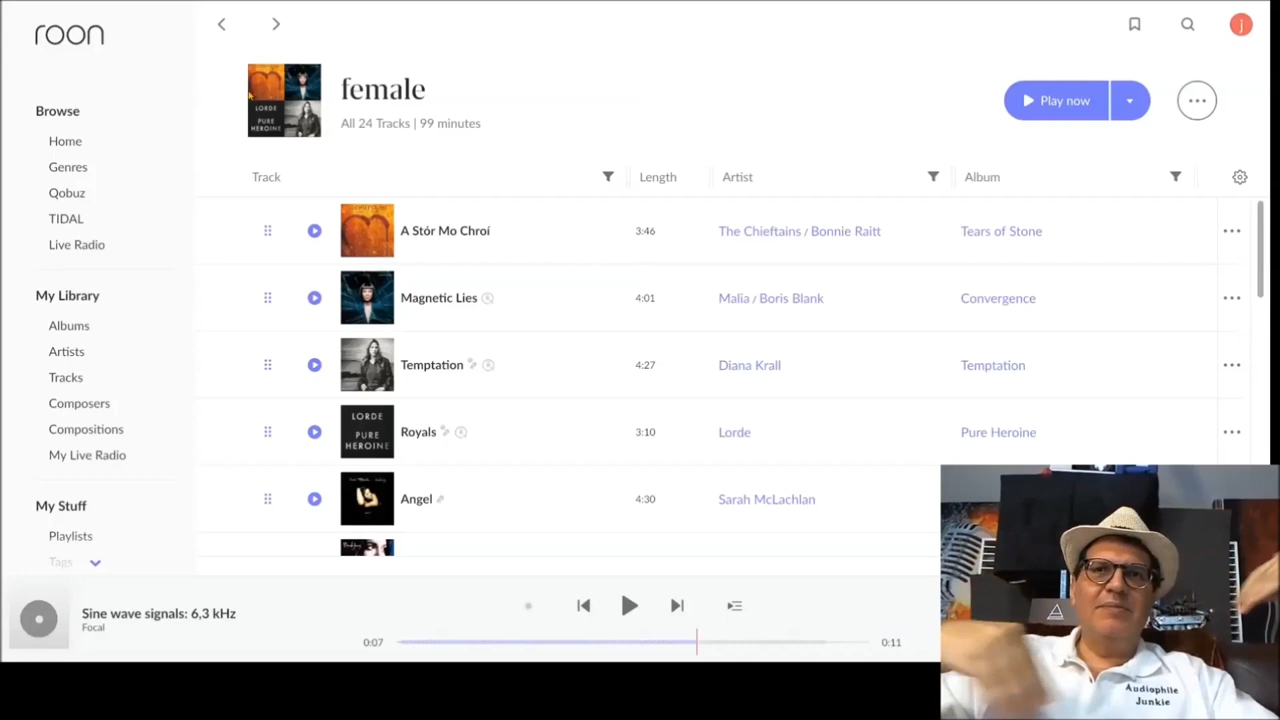 roon
Browse
Home
Genres
Qobuz
TIDAL
Live Radio
My Library
Albums
Artists
Tracks
Composers
Compositions
My Live Radio
My Stuff
Playlists
Tags
j
LORDE
PURE
HEROINE
female
All 24 Tracks | 99 minutes
Play now
Track Length Artist Album
A Stór Mo Chroí 3:46 The Chieftains / Bonnie Raitt Tears of Stone
Magnetic Lies 4:01 Malia / Boris Blank Convergence
Temptation 4:27 Diana Krall Temptation
LORDE
PURE
HEROINE
Royals 3:10 Lorde Pure Heroine
Angel 4:30 Sarah McLachlan
Sine wave signals: 6,3 kHz
Focal
0:07 0:11
Audiophile
Junkie